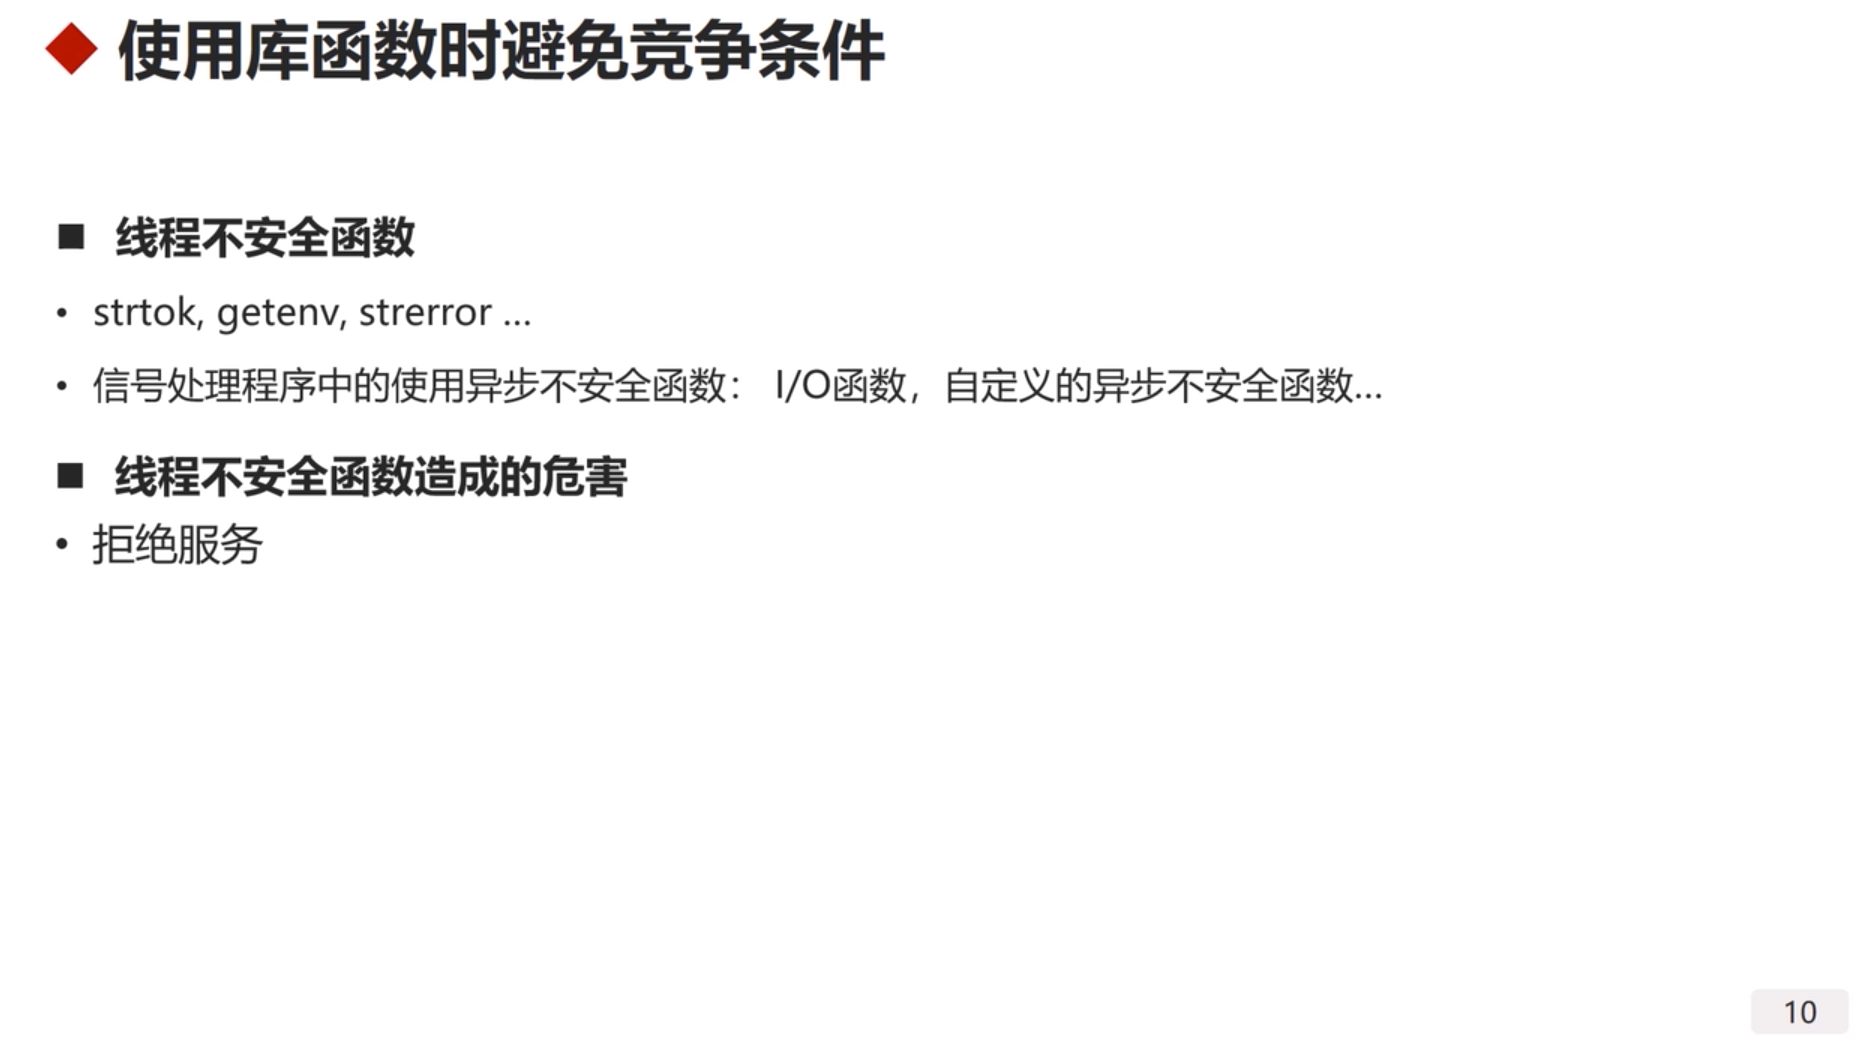 使用库函数时避免竞争条件
线程不安全函数
• strtok, getenv, strerror ...
• 信号处理程序中的使用异步不安全函数： I/O函数，自定义的异步不安全函数...
线程不安全函数造成的危害
• 拒绝服务
10